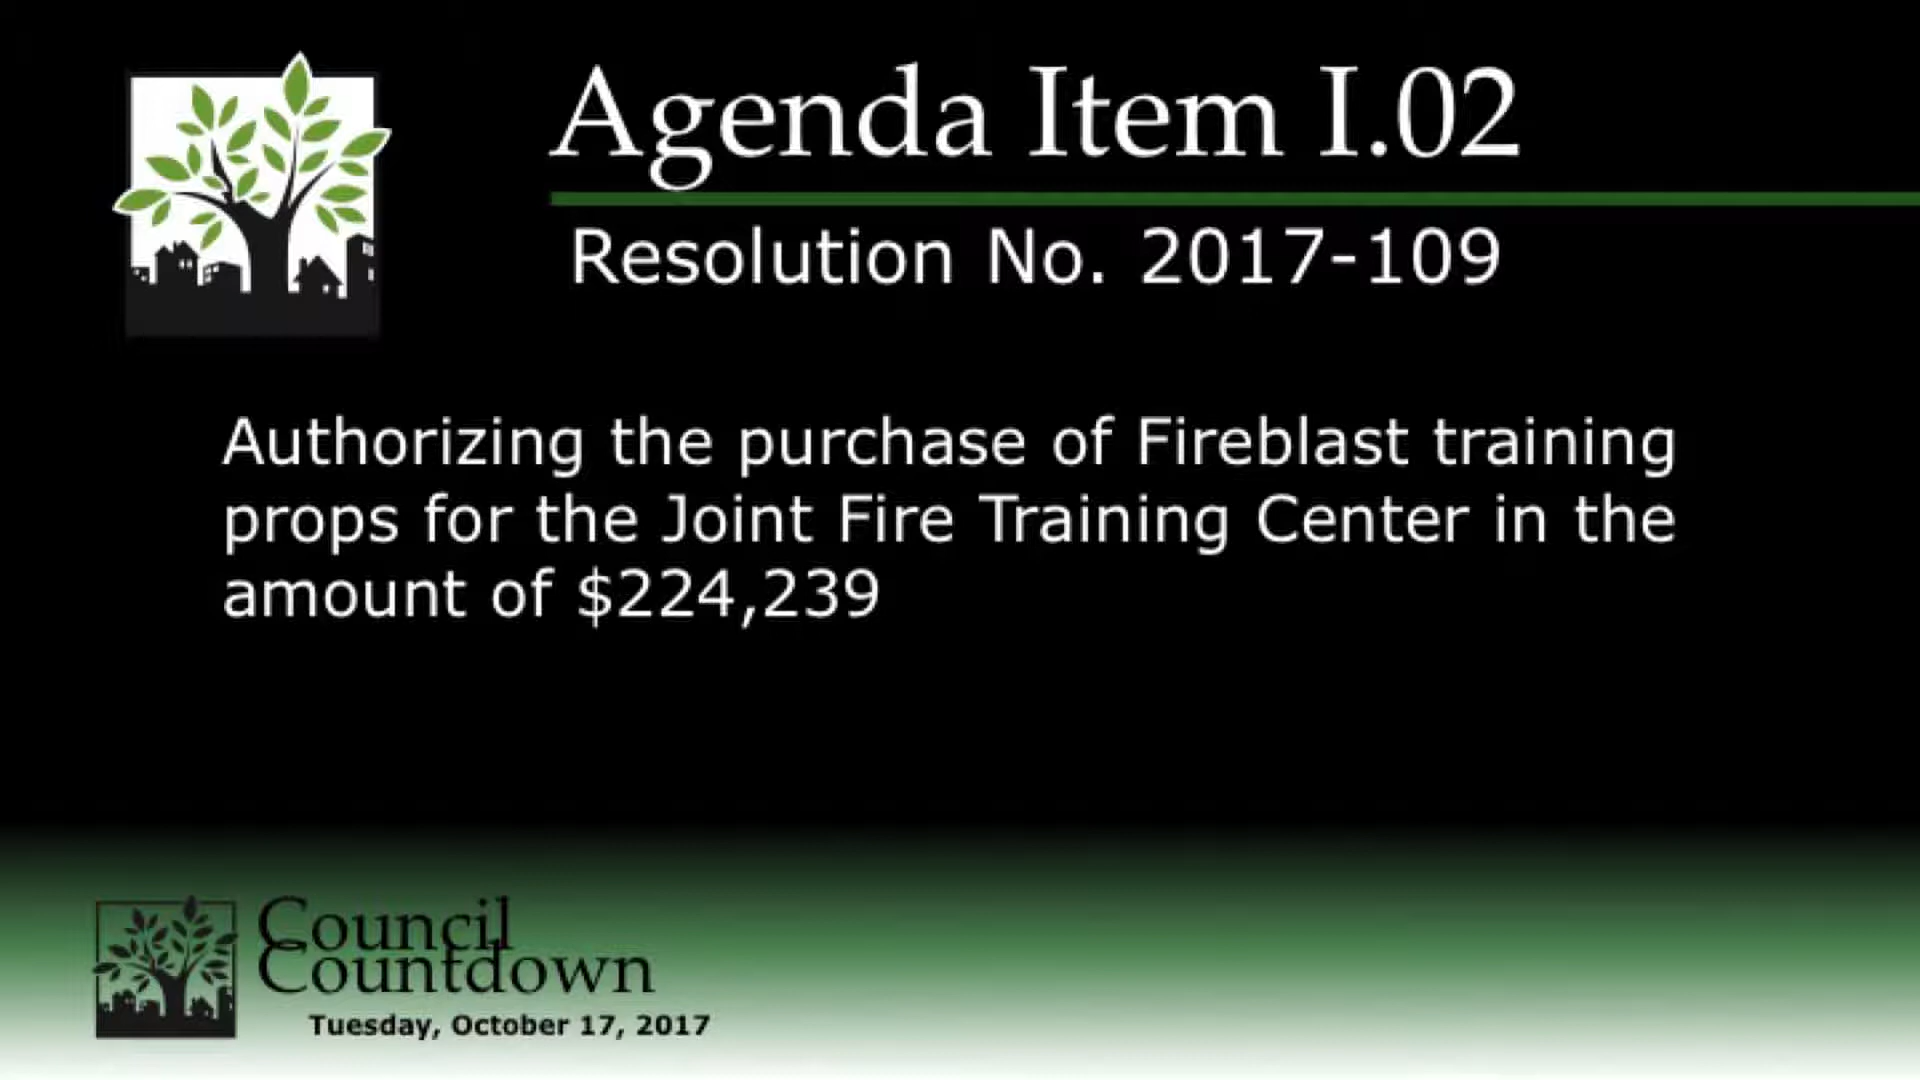 Agenda Item I.02
Resolution No. 2017-109
Authorizing the purchase of Fireblast training
props for the Joint Fire Training Center in the
amount of $224,239
Council
Countdown
Tuesday, October 17, 2017